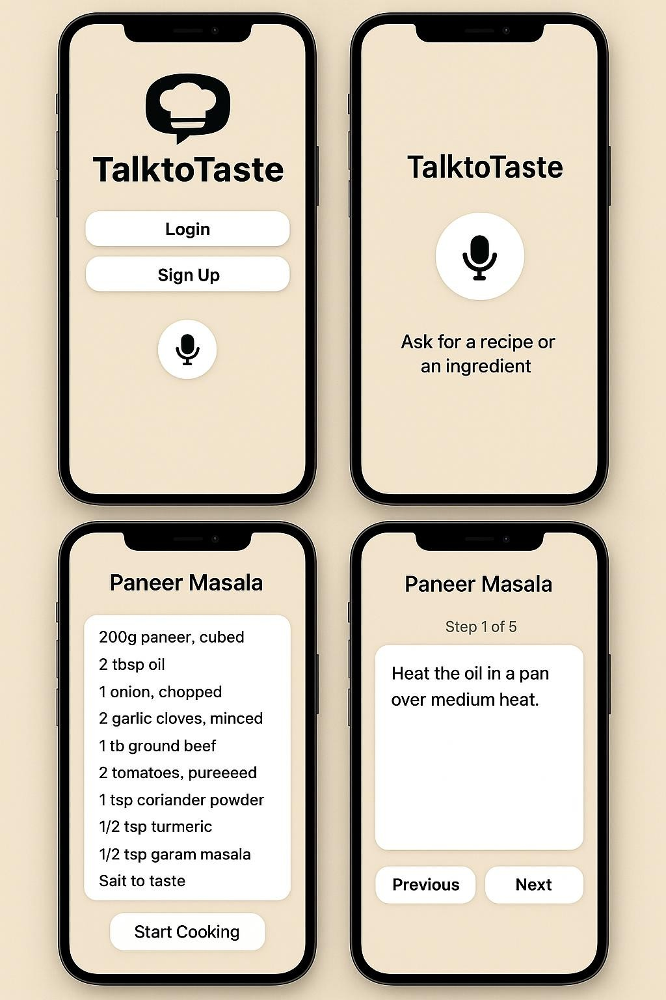 TalktoTaste
Login
Sign Up
TalktoTaste
Ask for a recipe or
an ingredient
Paneer Masala
200g paneer, cubed
2 tbsp oil
1 onion, chopped
2 garlic cloves, minced
1 tb ground beef
2 tomatoes, pureeeed
1 tsp coriander powder
1/2 tsp turmeric
1/2 tsp garam masala
Sait to taste
Start Cooking
Paneer Masala
Step 1 of 5
Heat the oil in a pan
over medium heat.
Previous
Next